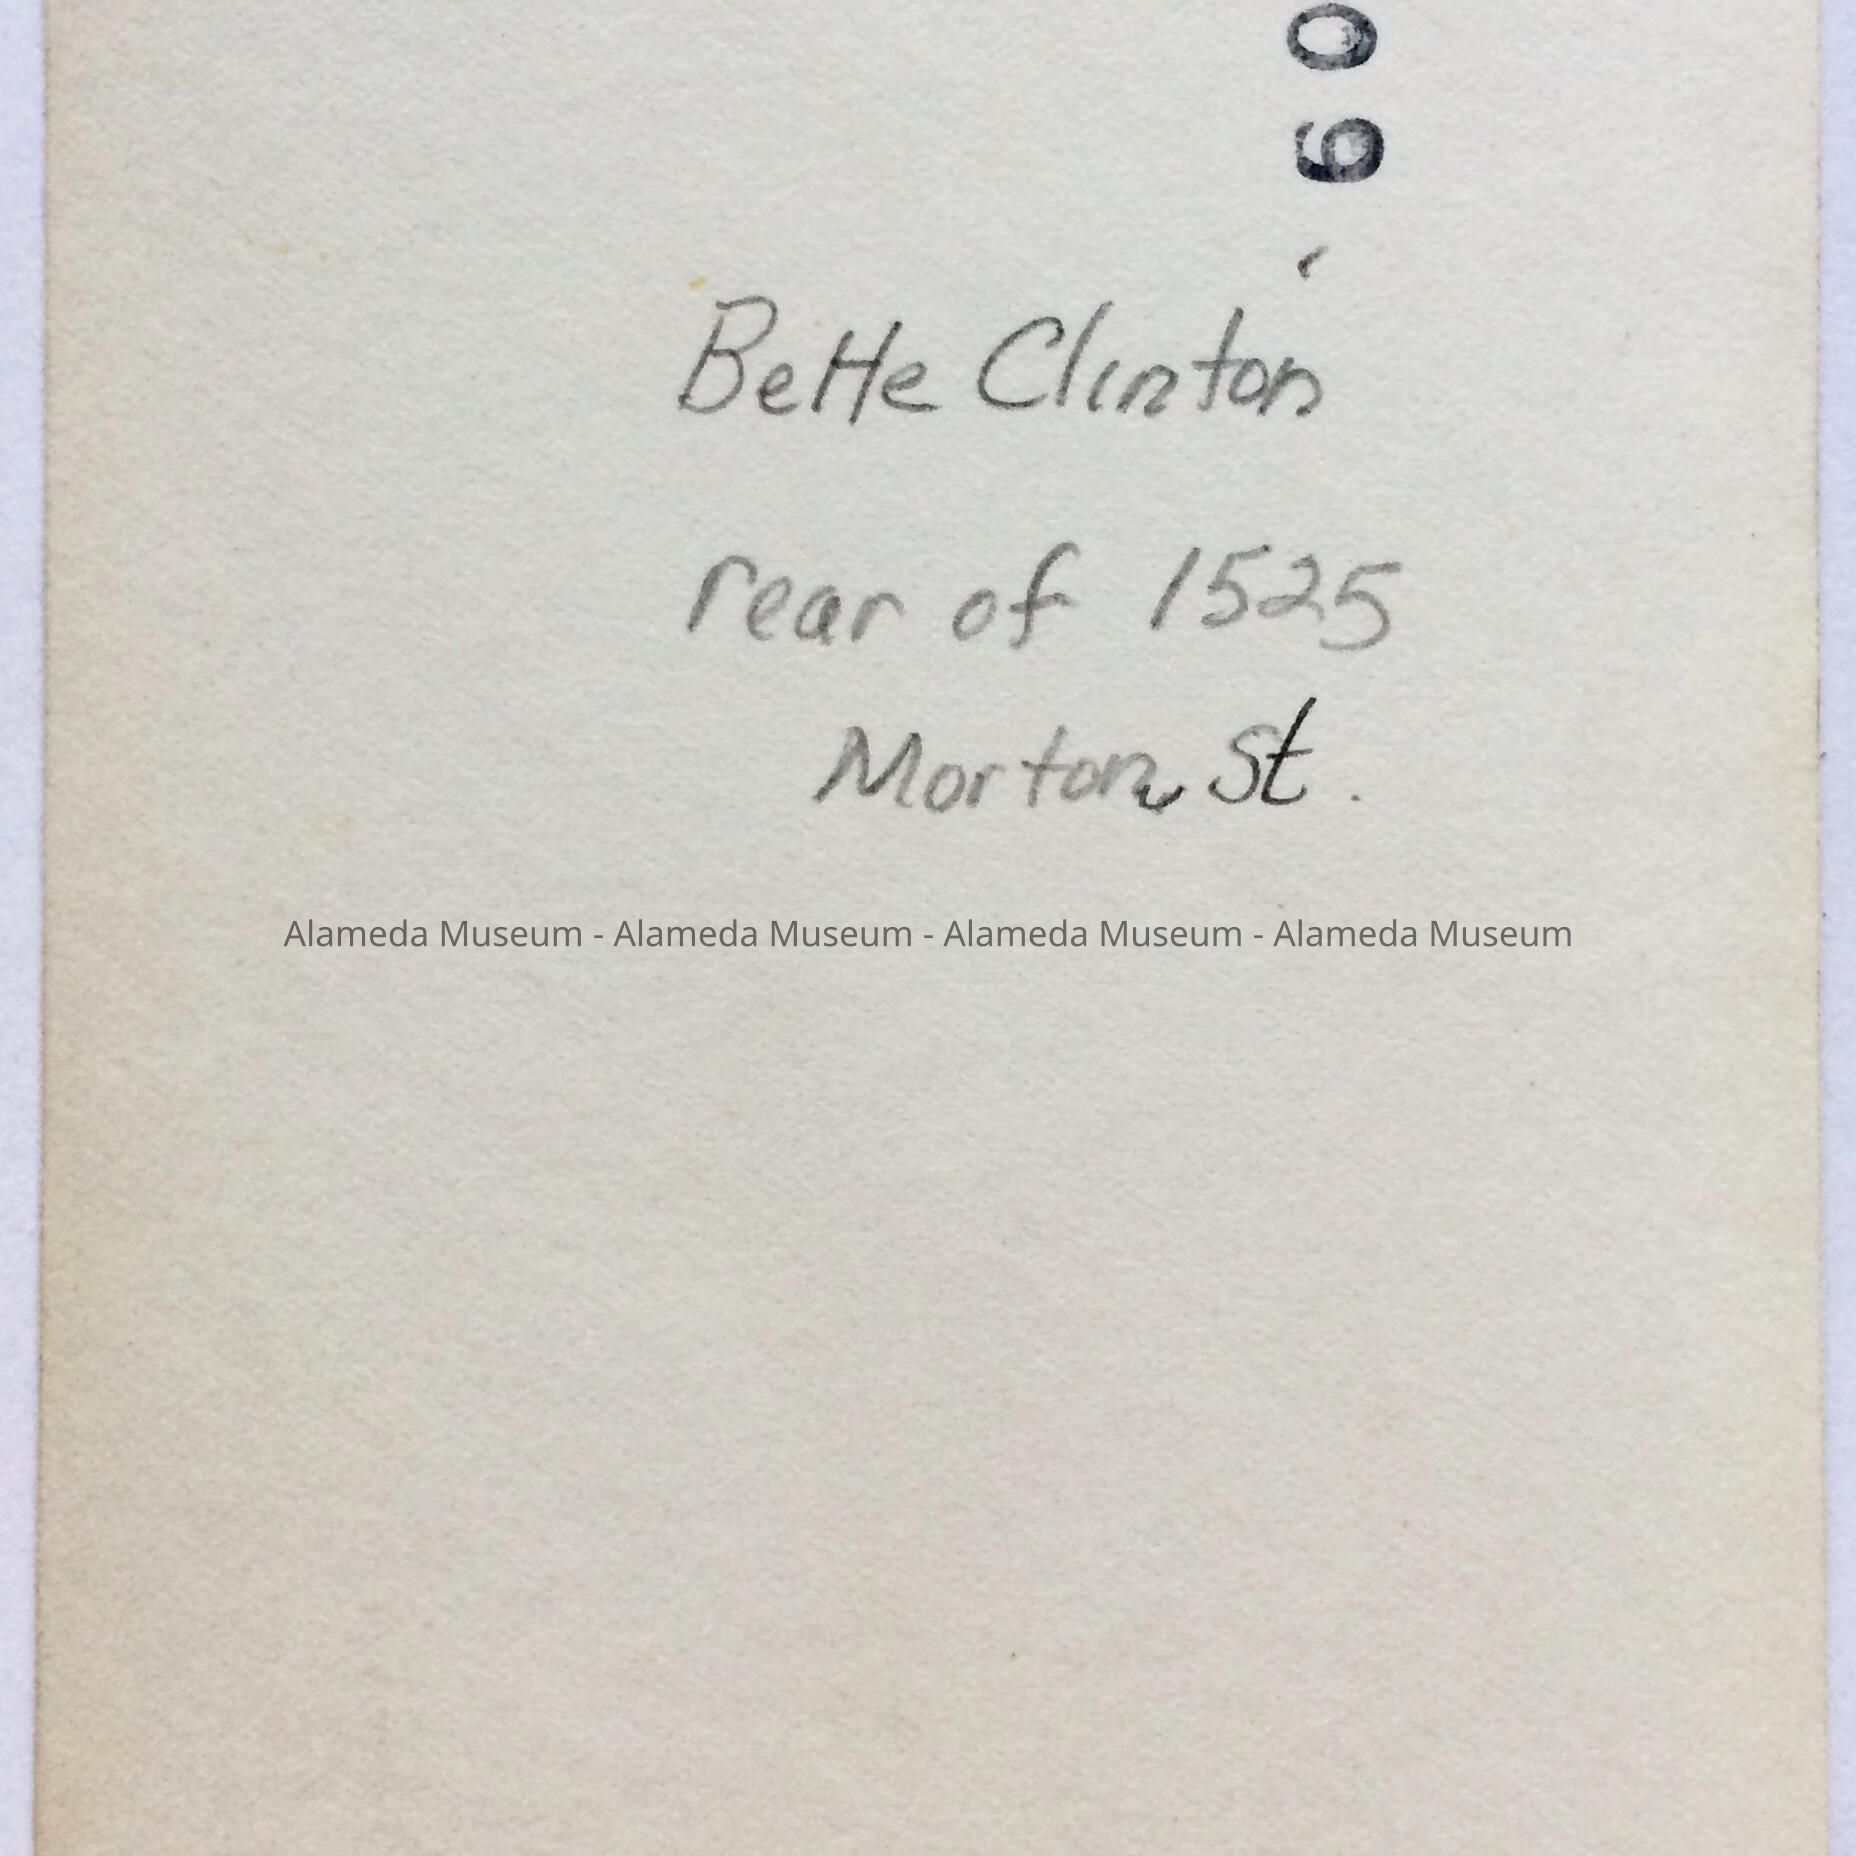 '60
Bette Clinton
rear of 1525
Morton St.
Alameda Museum - Alameda Museum - Alameda Museum - Alameda Museum